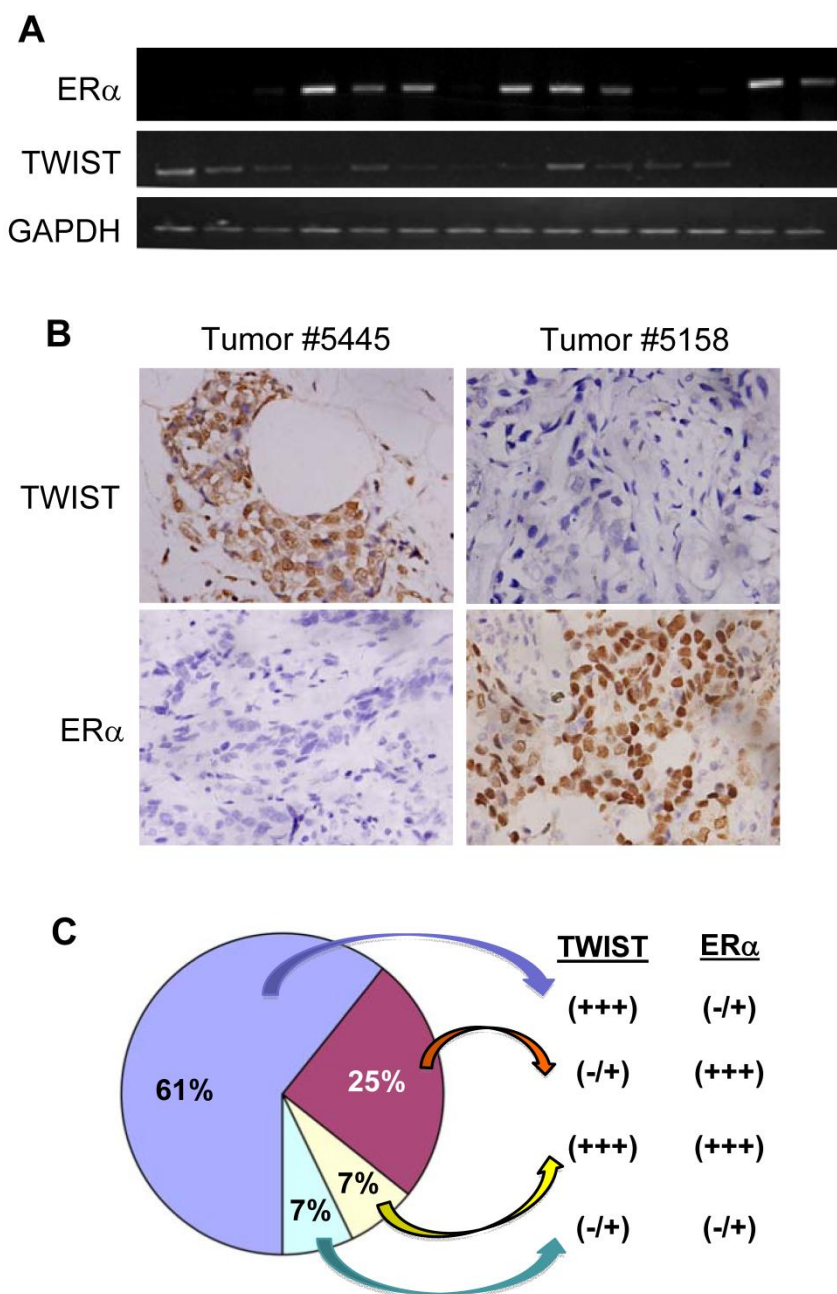 A
ERα
TWIST
GAPDH
B
Tumor #5445 Tumor #5158
TWIST
ERα
C
TWIST ERα
(+++) (-/+)
61% 25% (-/+) (+++)
(+++) (+++)
7% 7%
(-/+) (-/+)